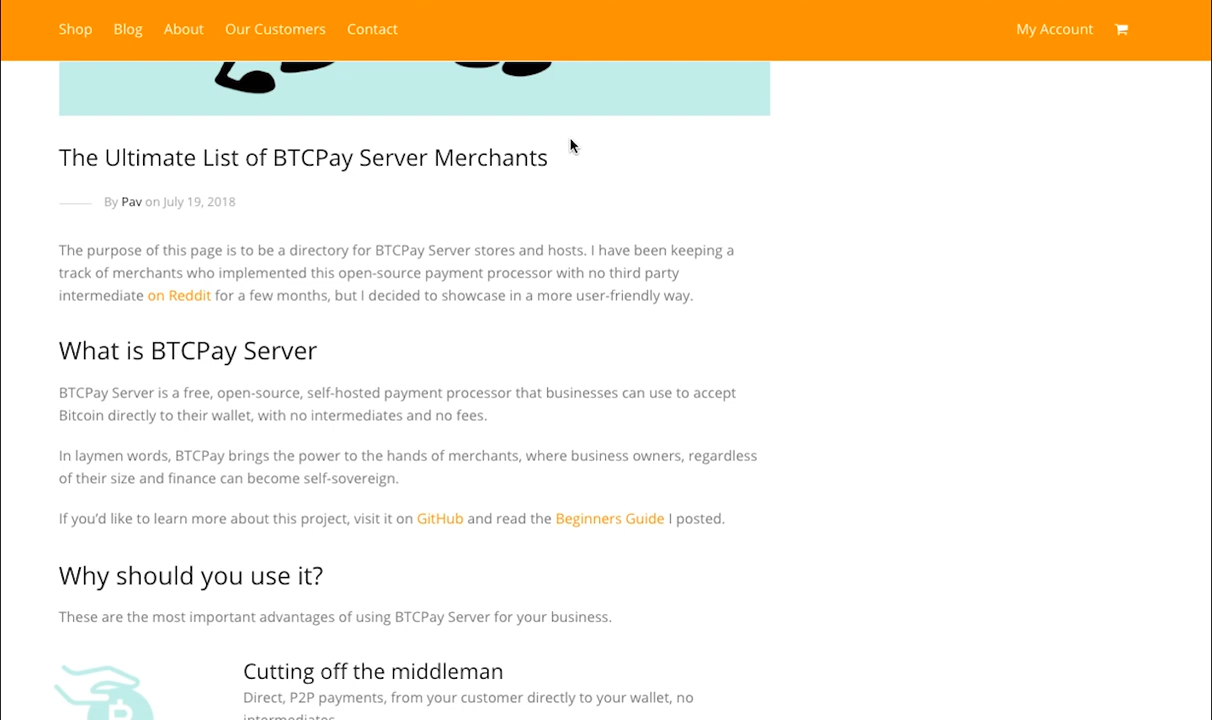 Shop Blog About Our Customers Contact My Account
The Ultimate List of BTCPay Server Merchants
By Pav on July 19, 2018
The purpose of this page is to be a directory for BTCPay Server stores and hosts. I have been keeping a
track of merchants who implemented this open-source payment processor with no third party
intermediate on Reddit for a few months, but I decided to showcase in a more user-friendly way.
What is BTCPay Server
BTCPay Server is a free, open-source, self-hosted payment processor that businesses can use to accept
Bitcoin directly to their wallet, with no intermediates and no fees.
In laymen words, BTCPay brings the power to the hands of merchants, where business owners, regardless
of their size and finance can become self-sovereign.
If you’d like to learn more about this project, visit it on GitHub and read the Beginners Guide I posted.
Why should you use it?
These are the most important advantages of using BTCPay Server for your business.
Cutting off the middleman
Direct, P2P payments, from your customer directly to your wallet, no
intermediates